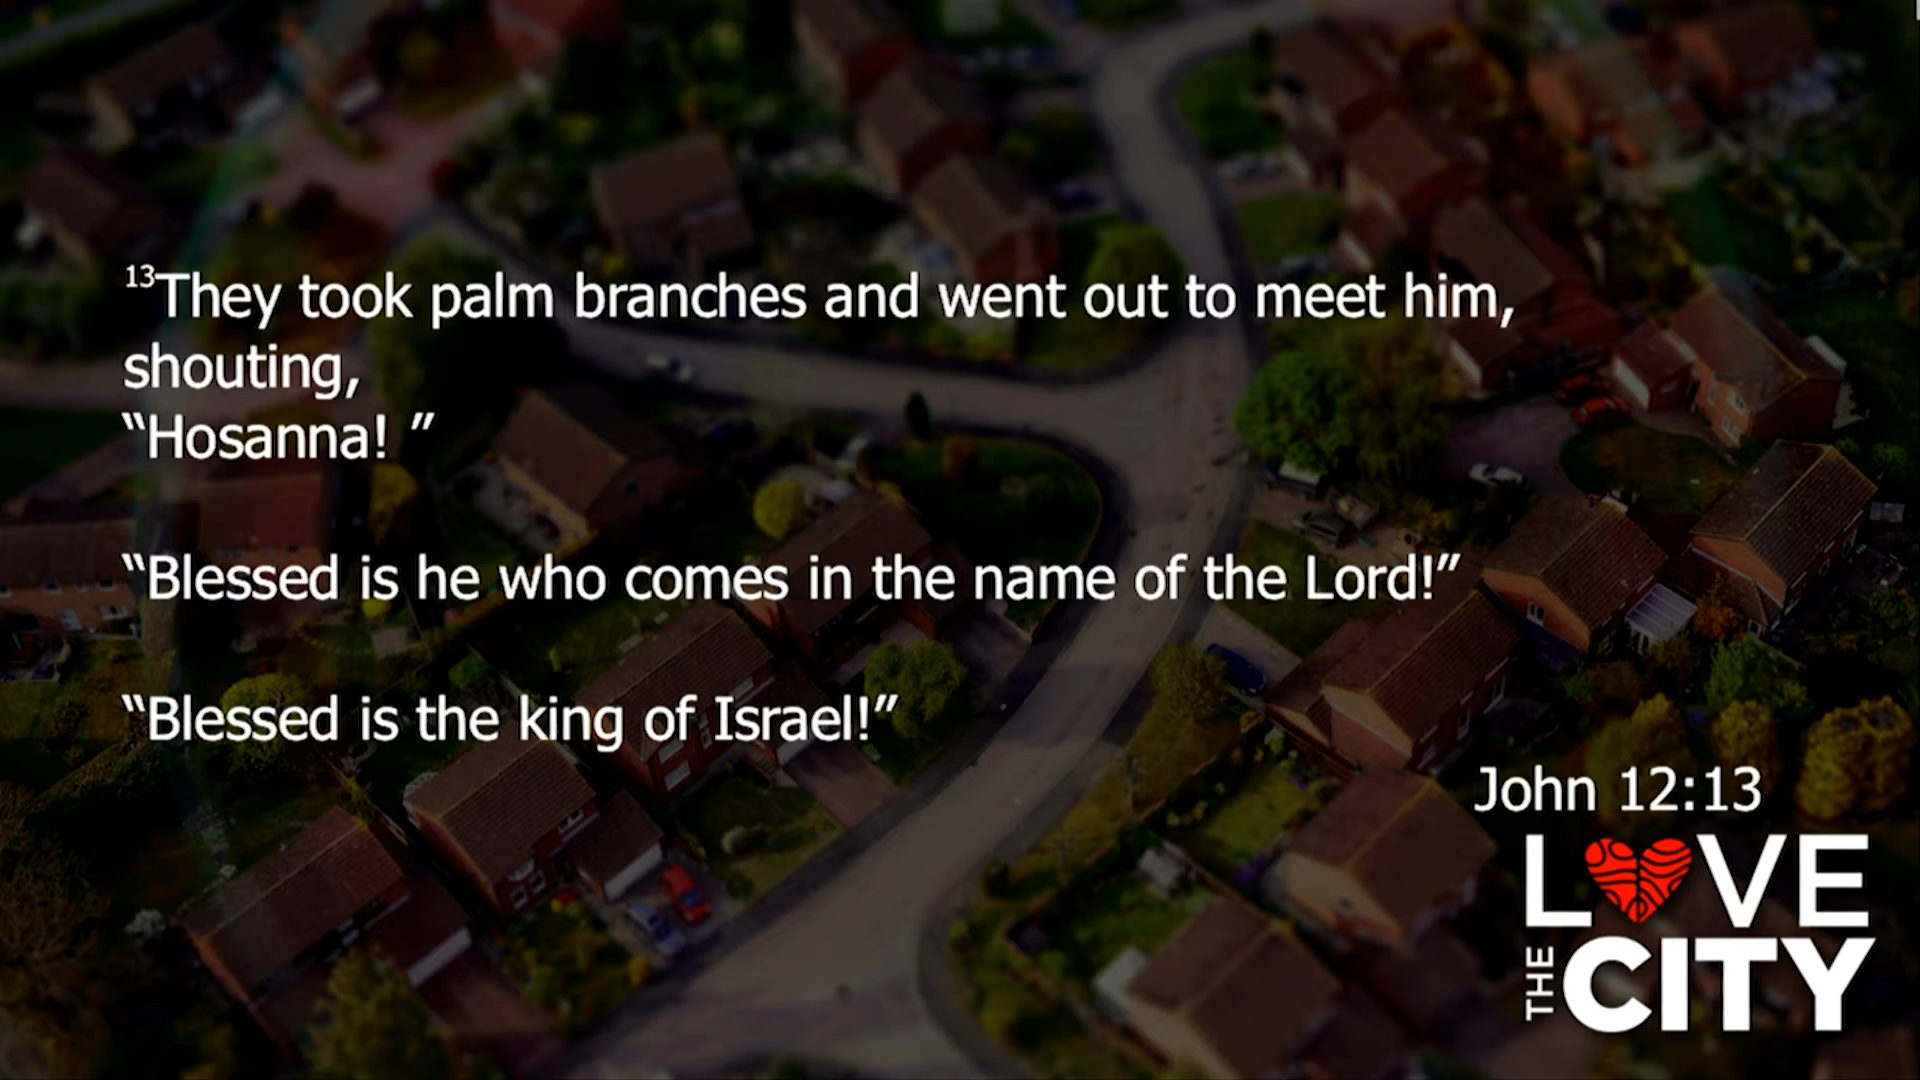 13They took palm branches and went out to meet him,
shouting,
“Hosanna! ”
“Blessed is he who comes in the name of the Lord!”
“Blessed is the king of Israel!”
John 12:13
LOVE
THE CITY